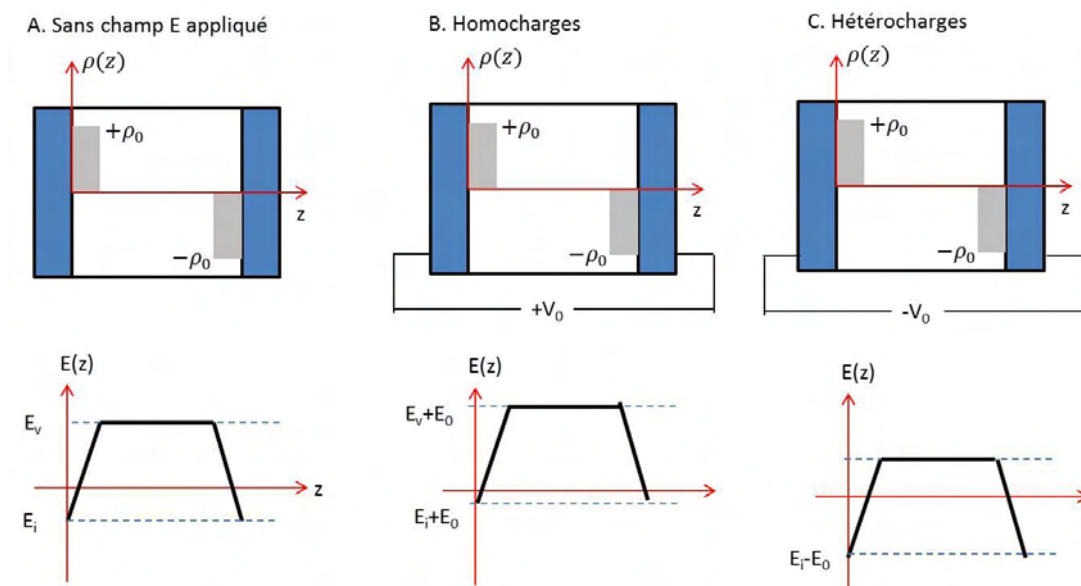 A. Sans champ E appliqué
ρ(z)
+ρ₀
z
−ρ₀
B. Homocharges
ρ(z)
+ρ₀
z
−ρ₀
+V₀
C. Hétérocharges
ρ(z)
+ρ₀
z
−ρ₀
-V₀
E(z)
Eᵥ
z
Eᵢ
E(z)
Eᵥ+E₀
Eᵢ+E₀
E(z)
Eᵢ-E₀